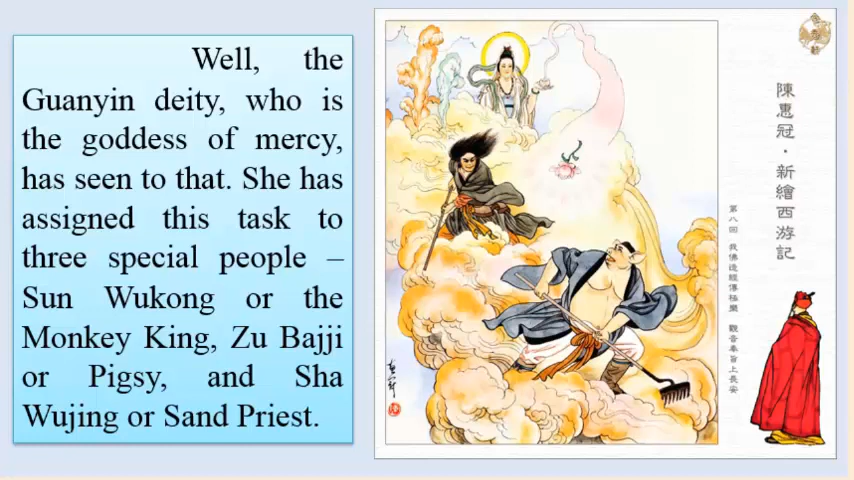 Well, the
Guanyin deity, who is
the goddess of mercy,
has seen to that. She has
assigned this task to
three special people –
Sun Wukong or the
Monkey King, Zu Bajji
or Pigsy, and Sha
Wujing or Sand Priest.
陳惠冠・新繪西游記
第八回 我佛造經傳極樂 觀音奉旨上長安